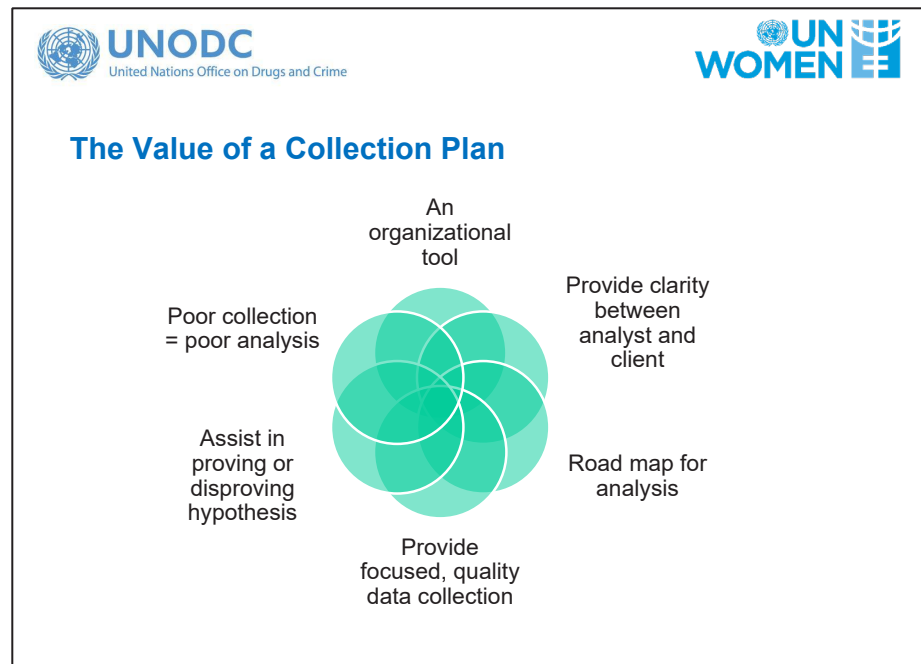 UNODC
United Nations Office on Drugs and Crime
UN
WOMEN
The Value of a Collection Plan
An
organizational
tool
Provide clarity
between
analyst and
client
Road map for
analysis
Provide
focused, quality
data collection
Assist in
proving or
disproving
hypothesis
Poor collection
= poor analysis